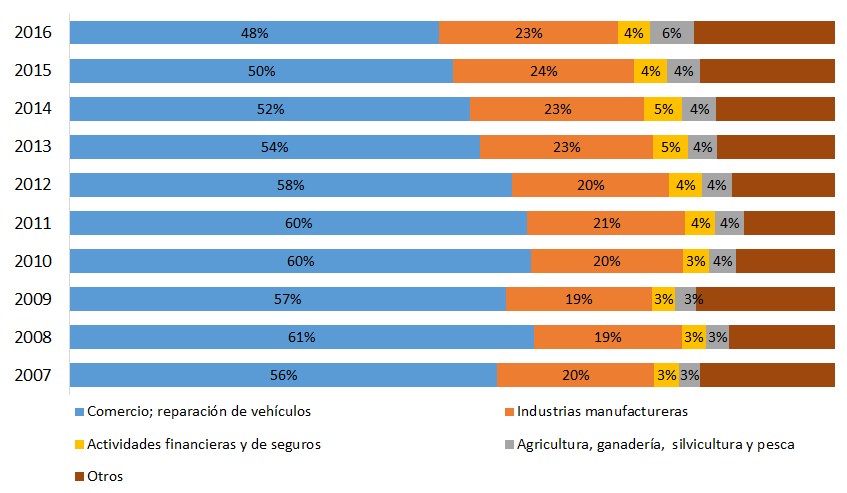 2016 48% 23% 4% 6%
2015 50% 24% 4% 4%
2014 52% 23% 5% 4%
2013 54% 23% 5% 4%
2012 58% 20% 4% 4%
2011 60% 21% 4% 4%
2010 60% 20% 3% 4%
2009 57% 19% 3% 3%
2008 61% 19% 3% 3%
2007 56% 20% 3% 3%
Comercio; reparación de vehículos Industrias manufactureras
Actividades financieras y de seguros Agricultura, ganadería, silvicultura y pesca
Otros